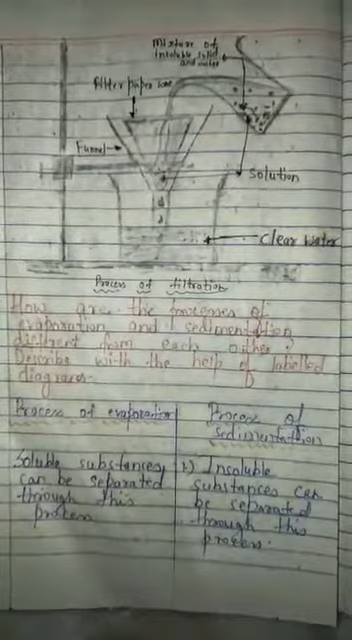 Mixture of
insoluble solid
and water
filter paper cone
Funnel
Solution
clear water
Process of filtration
How are the processes of
evaporation and sedimentation
different from each other?
Describe with the help of labelled
diagrams.
Process of evaporation
Soluble substances
can be separated
through this
process
Process of
sedimentation
1.) Insoluble
substances can
be separated
through this
process.